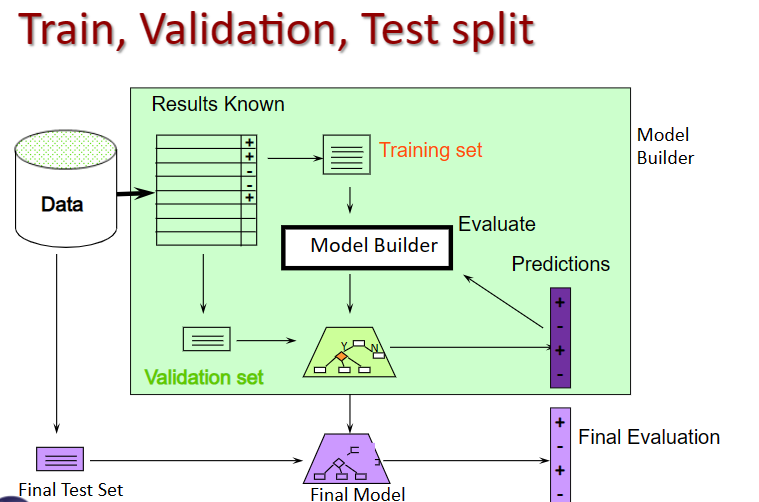 Train, Validation, Test split
Results Known
+
+
-
-
+
Training set
Model
Builder
Data
Model Builder
Evaluate
Predictions
+
-
+
-
Y
N
Validation set
+
-
+
-
Final Evaluation
Final Test Set
Final Model